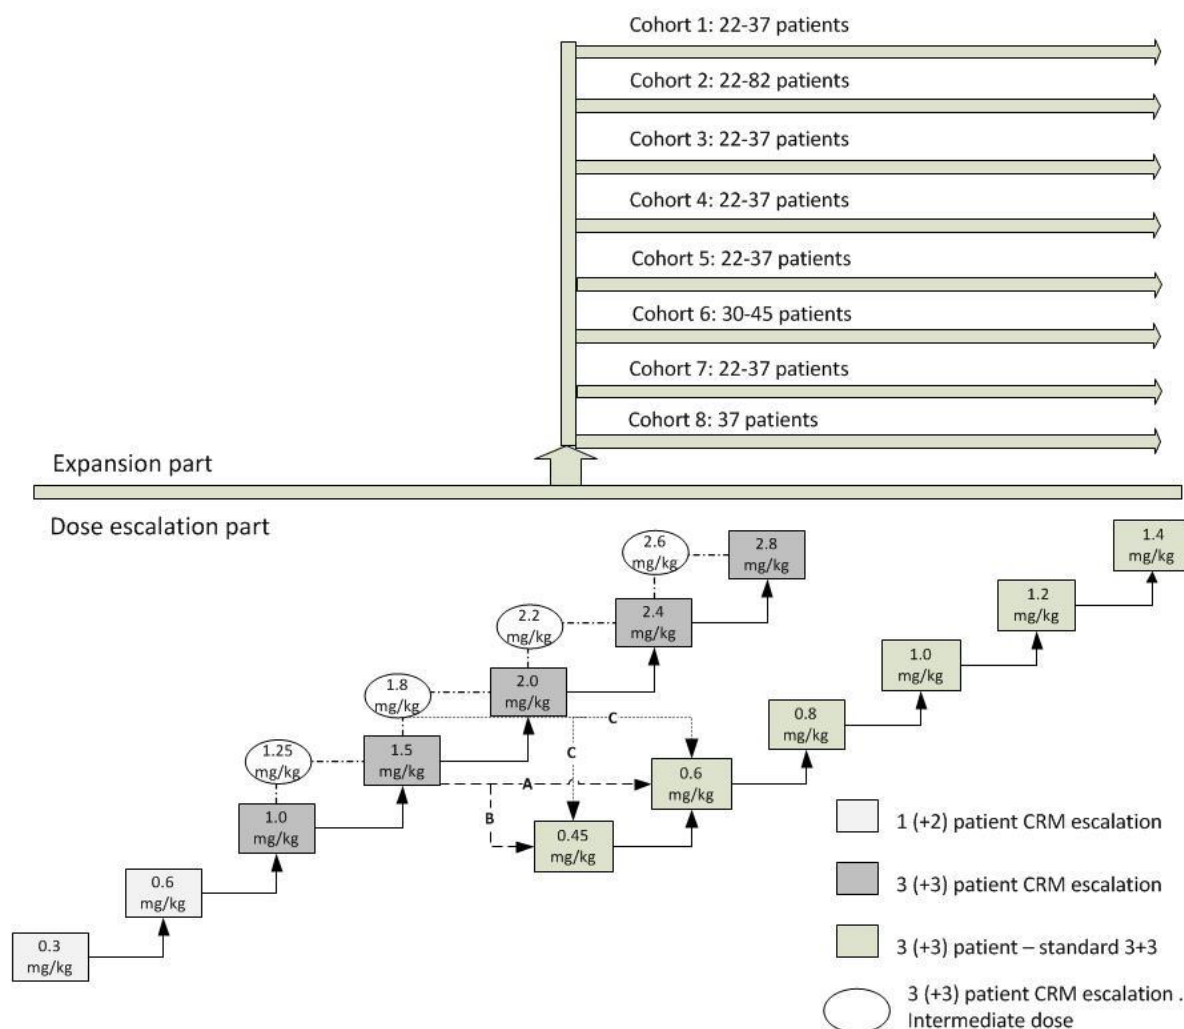 Cohort 1: 22-37 patients
Cohort 2: 22-82 patients
Cohort 3: 22-37 patients
Cohort 4: 22-37 patients
Cohort 5: 22-37 patients
Cohort 6: 30-45 patients
Cohort 7: 22-37 patients
Cohort 8: 37 patients
Expansion part
Dose escalation part
2.6
mg/kg
2.8
mg/kg
1.4
mg/kg
2.2
mg/kg
2.4
mg/kg
1.2
mg/kg
1.8
mg/kg
2.0
mg/kg
1.0
mg/kg
C
0.8
mg/kg
1.25
mg/kg
1.5
mg/kg
C
A
0.6
mg/kg
B
1.0
mg/kg
0.45
mg/kg
0.6
mg/kg
0.3
mg/kg
1 (+2) patient CRM escalation
3 (+3) patient CRM escalation
3 (+3) patient – standard 3+3
3 (+3) patient CRM escalation .
Intermediate dose